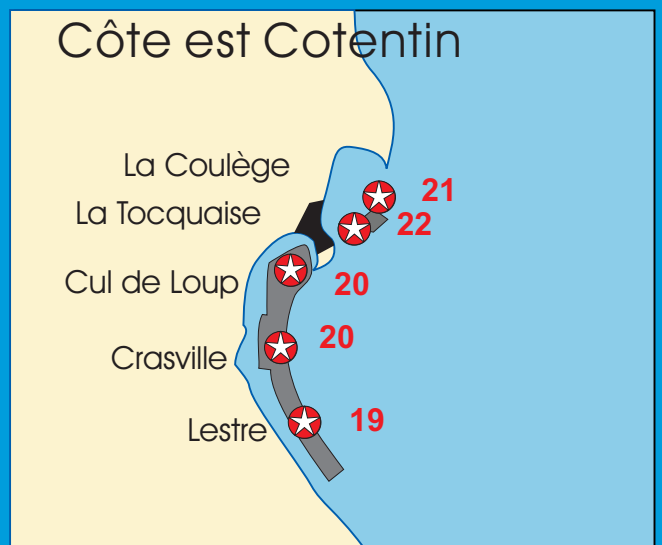 Côte est Cotentin
La Coulège
21
La Tocquaise
22
Cul de Loup
20
Crasville
20
Lestre
19